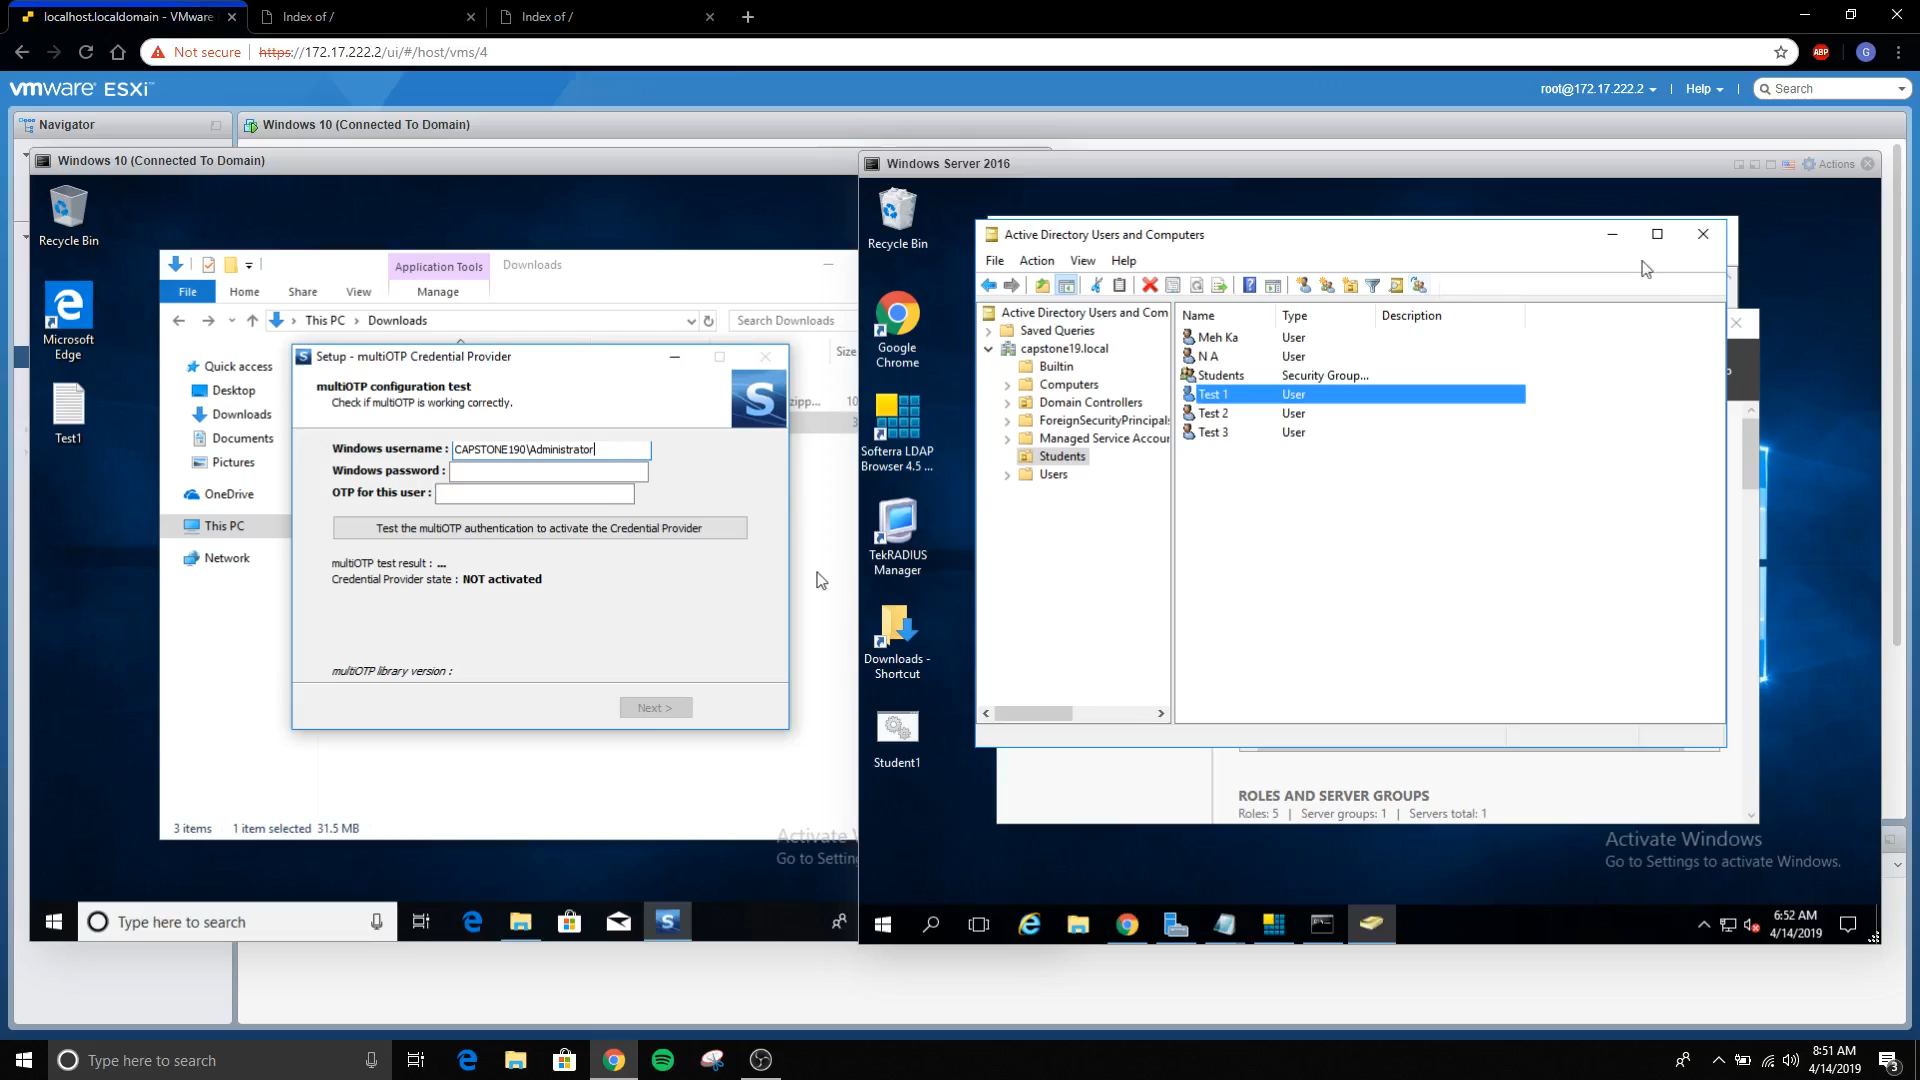 localhost.localdomain - VMware
Index of /
Index of /
Not secure
https://172.17.222.2/ui/#/host/vms/4
ABP
G
vmware ESXi
root@172.17.222.2
Help
Search
Navigator
Windows 10 (Connected To Domain)
Windows 10 (Connected To Domain)
Recycle Bin
Microsoft
Edge
Test1
Application Tools
Downloads
File
Home
Share
View
Manage
This PC
Downloads
Search Downloads
Size
Quick access
Desktop
Downloads
Documents
Pictures
OneDrive
This PC
Network
3 items
1 item selected 31.5 MB
Setup - multiOTP Credential Provider
multiOTP configuration test
Check if multiOTP is working correctly.
Windows username : CAPSTONE190\Administrator
Windows password :
OTP for this user :
Test the multiOTP authentication to activate the Credential Provider
multiOTP test result : ...
Credential Provider state : NOT activated
multiOTP library version :
Next >
Type here to search
Windows Server 2016
Actions
Recycle Bin
Google
Chrome
Softerra LDAP
Browser 4.5 ...
TekRADIUS
Manager
Downloads -
Shortcut
Student1
Active Directory Users and Computers
File
Action
View
Help
Active Directory Users and Com
Saved Queries
capstone19.local
Builtin
Computers
Domain Controllers
ForeignSecurityPrincipals
Managed Service Accour
Students
Users
Name
Type
Description
Meh Ka
User
N A
User
Students
Security Group...
Test 1
User
Test 2
User
Test 3
User
ROLES AND SERVER GROUPS
Roles: 5 | Server groups: 1 | Servers total: 1
Activate Windows
Go to Settings to activate Windows.
6:52 AM
4/14/2019
Type here to search
8:51 AM
4/14/2019
3